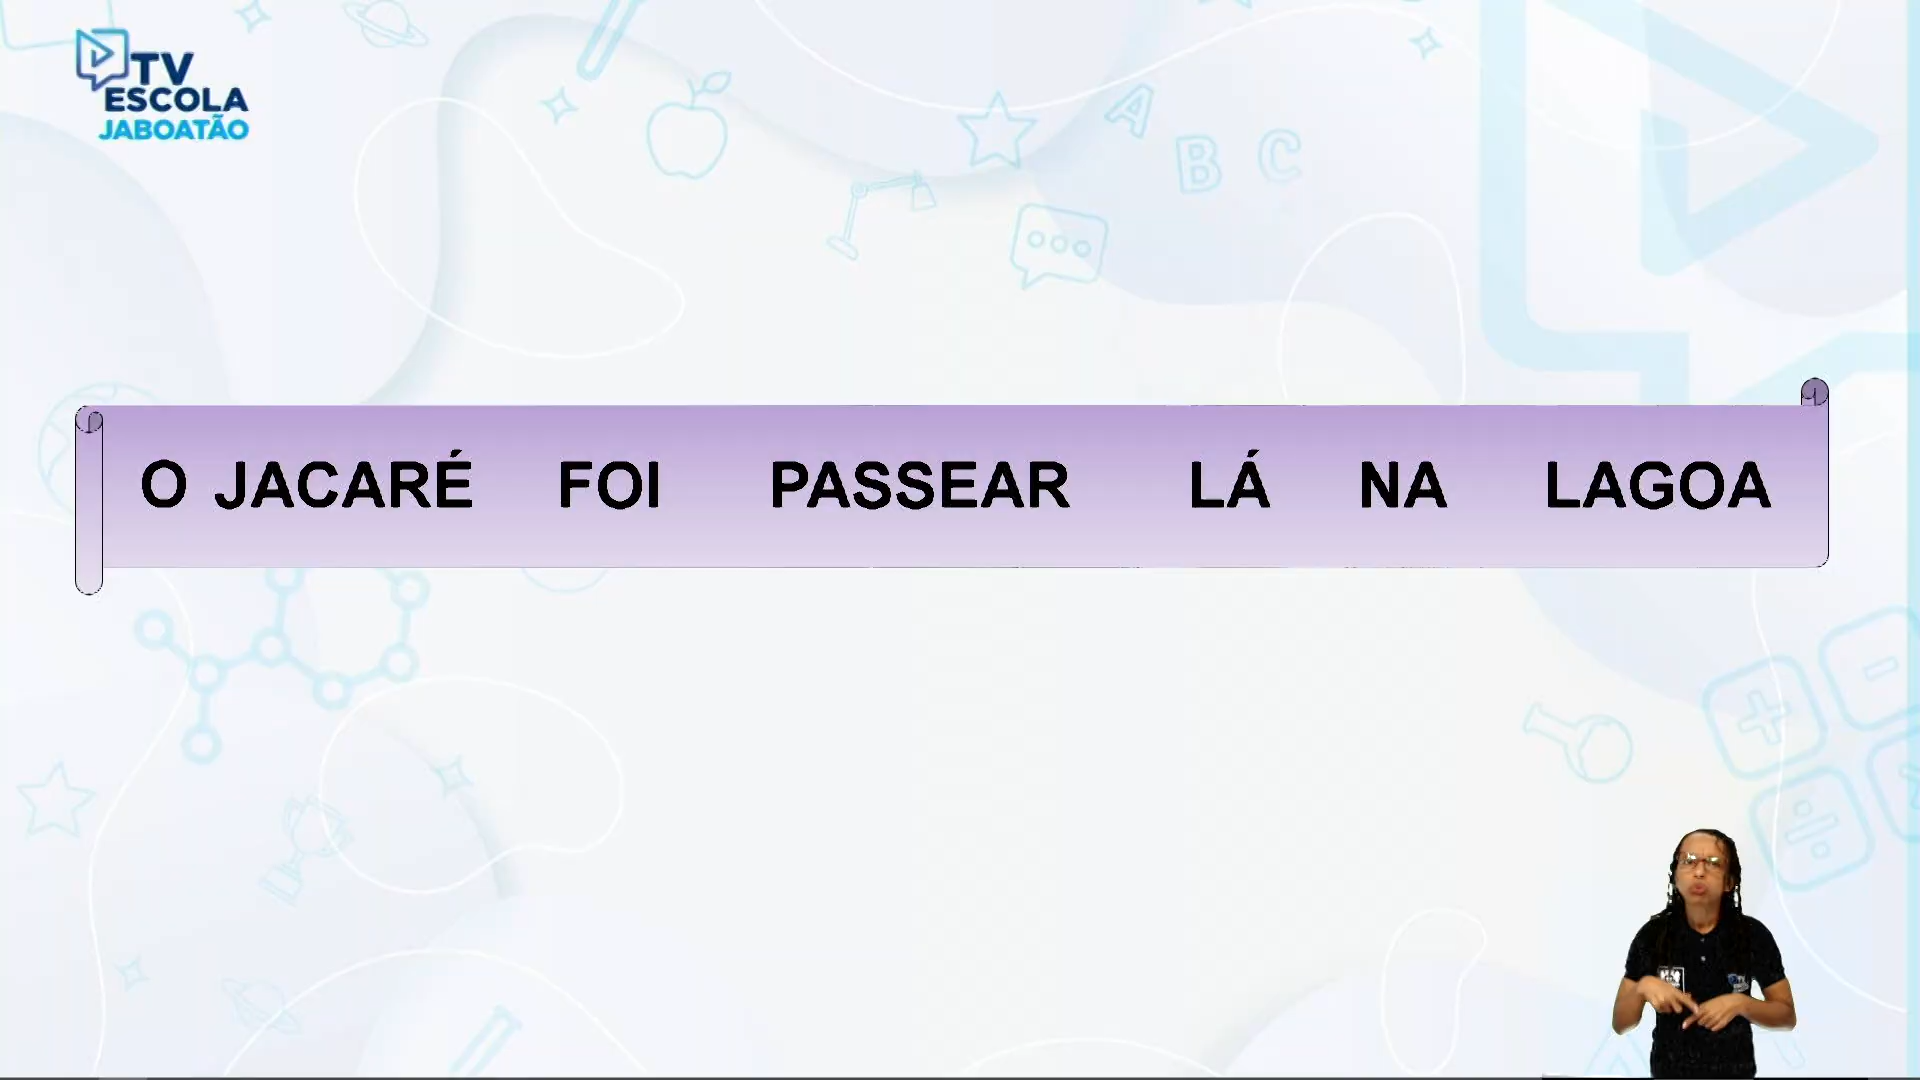 TV
ESCOLA
JABOATÃO
A B C
O JACARÉ FOI PASSEAR LÁ NA LAGOA